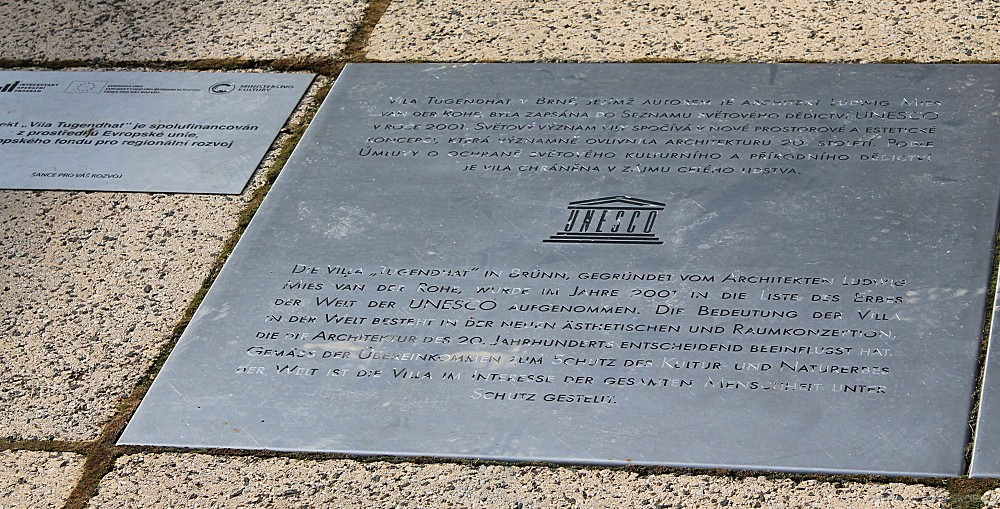 INTEGROVANÝ
OPERAČNÍ
PROGRAM
MINISTERSTVO
KULTURY
ekt „Vila Tugendhat" je spolufinancován
z prostředků Evropské unie,
opského fondu pro regionální rozvoj
ŠANCE PRO VÁŠ ROZVOJ
VILA TUGENDHAT V BRNĚ, JEJÍMŽ AUTOREM JE ARCHITEKT LUDWIG MIES
VAN DER ROHE, BYLA ZAPSÁNA DO SEZNAMU SVĚTOVÉHO DĚDICTVÍ UNESCO
V ROCE 2001. SVĚTOVÝ VÝZNAM VILY SPOČÍVÁ V NOVÉ PROSTOROVÉ A ESTETICKÉ
KONCEPCI, KTERÁ VÝZNAMNĚ OVLIVNILA ARCHITEKTURU 20. STOLETÍ. PODLE
ÚMLUVY O OCHRANĚ SVĚTOVÉHO KULTURNÍHO A PŘÍRODNÍHO DĚDICTVÍ
JE VILA CHRÁNĚNA V ZÁJMU CELÉHO LIDSTVA.
UNESCO
DIE VILLA „TUGENDHAT" IN BRÜNN, GEGRÜNDET VOM ARCHITEKTEN LUDWIG
MIES VAN DER ROHE, WURDE IM JAHRE 2001 IN DIE LISTE DES ERBES
DER WELT DER UNESCO AUFGENOMMEN. DIE BEDEUTUNG DER VILLA
IN DER WELT BESTEHT IN DER NEUEN ÄSTHETISCHEN UND RAUMKONZEPTION,
DIE DIE ARCHITEKTUR DES 20. JAHRHUNDERTS ENTSCHEIDEND BEEINFLUSST HAT.
GEMÄSS DER ÜBEREINKOMMEN ZUM SCHUTZ DES KULTUR- UND NATURERBES
DER WELT IST DIE VILLA IM INTERESSE DER GESAMTEN MENSCHHEIT UNTER
SCHUTZ GESTELLT.